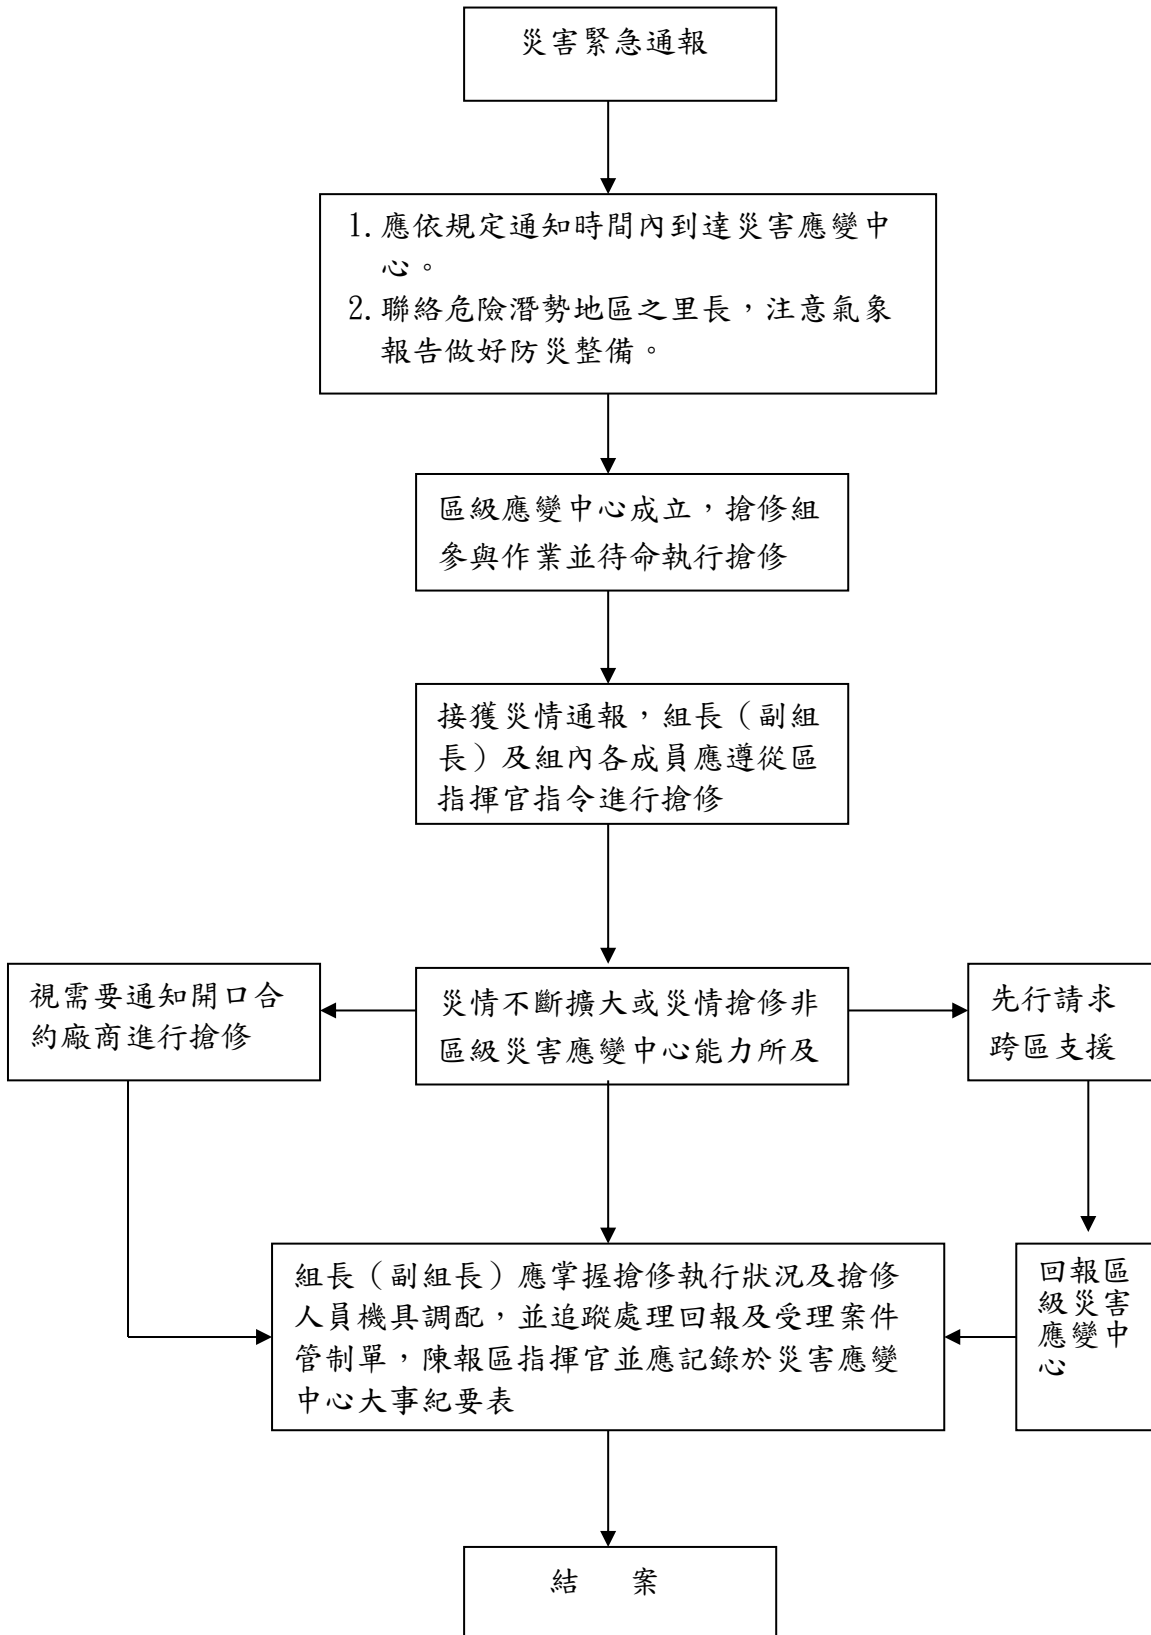 災害緊急通報
1. 應依規定通知時間內到達災害應變中
心。
2. 聯絡危險潛勢地區之里長，注意氣象
報告做好防災整備。
區級應變中心成立，搶修組
參與作業並待命執行搶修
接獲災情通報，組長（副組
長）及組內各成員應遵從區
指揮官指令進行搶修
視需要通知開口合
約廠商進行搶修
災情不斷擴大或災情搶修非
區級災害應變中心能力所及
先行請求
跨區支援
組長（副組長）應掌握搶修執行狀況及搶修
人員機具調配，並追蹤處理回報及受理案件
管制單，陳報區指揮官並應記錄於災害應變
中心大事紀要表
回報區
級災害
應變中
心
結　案